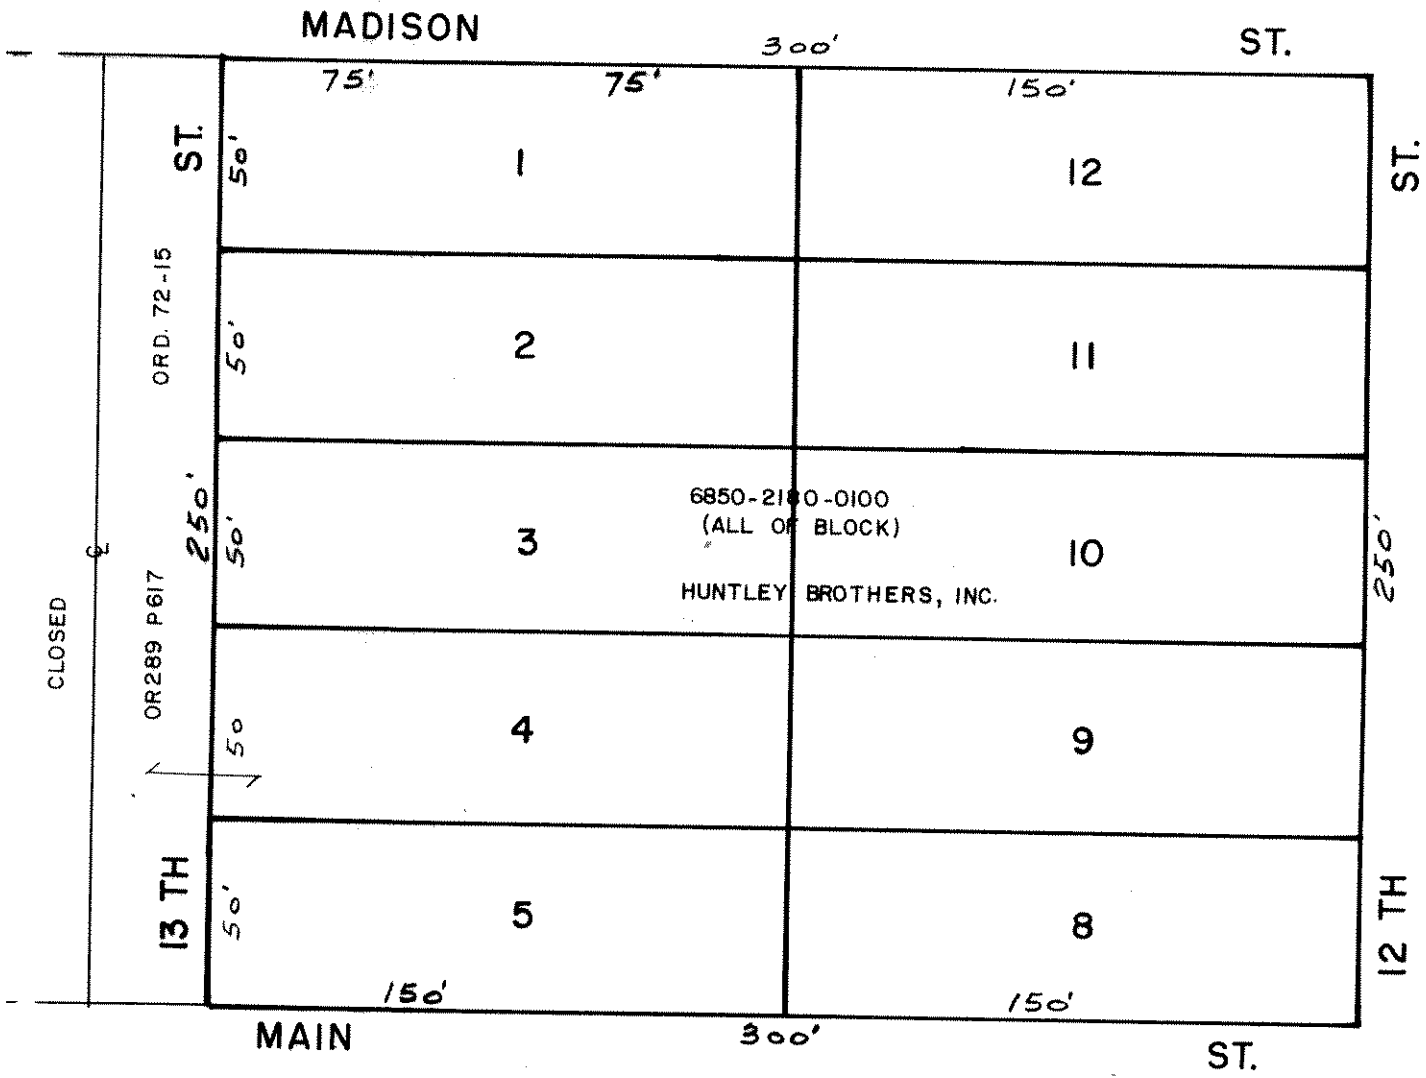 MADISON ST.
300'
75' 75' 150'
ST. 50' 1 12 ST.
ORD. 72-15 50' 2 11
250' 50' 3 10 250'
6850-2180-0100
(ALL OF BLOCK)
HUNTLEY BROTHERS, INC.
CLOSED ℄ OR289 P617
50 4 9
13 TH 50' 5 8 12 TH
150' 150'
MAIN 300' ST.